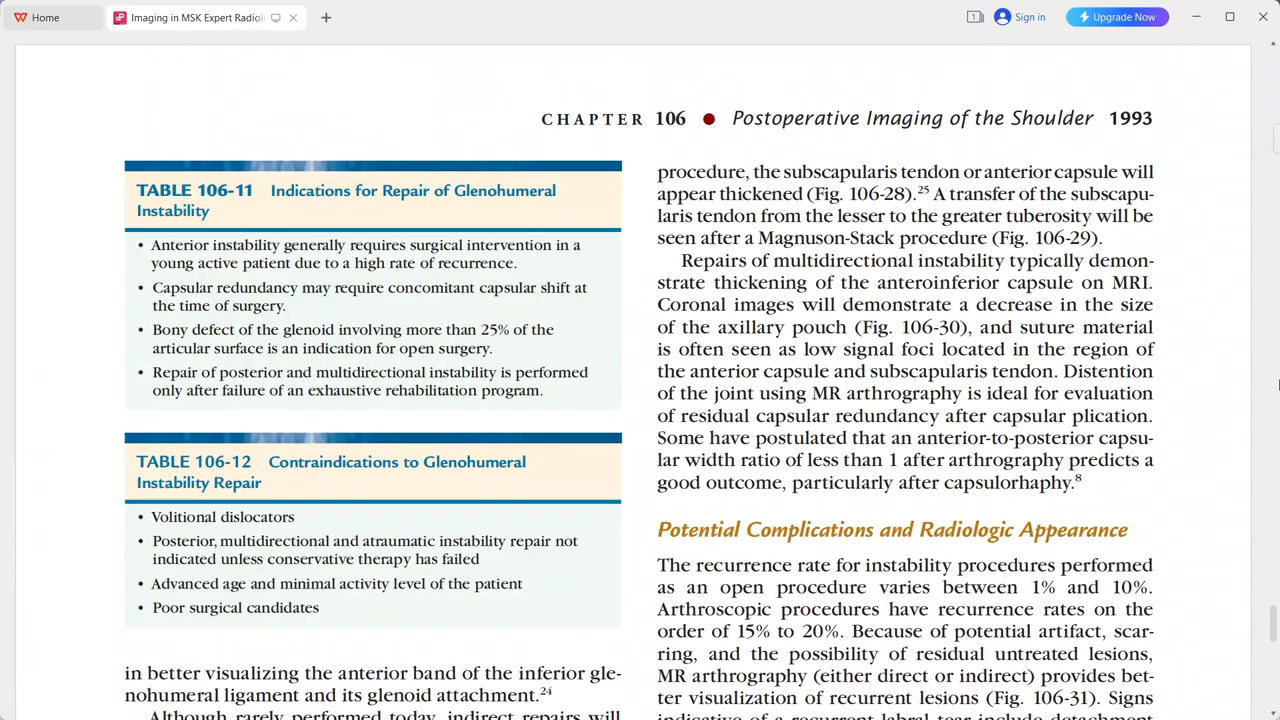 Home
Imaging in MSK Expert Radiol
Sign in
Upgrade Now
CHAPTER 106 ● Postoperative Imaging of the Shoulder 1993
TABLE 106-11 Indications for Repair of Glenohumeral
Instability
• Anterior instability generally requires surgical intervention in a
young active patient due to a high rate of recurrence.
• Capsular redundancy may require concomitant capsular shift at
the time of surgery.
• Bony defect of the glenoid involving more than 25% of the
articular surface is an indication for open surgery.
• Repair of posterior and multidirectional instability is performed
only after failure of an exhaustive rehabilitation program.
TABLE 106-12 Contraindications to Glenohumeral
Instability Repair
• Volitional dislocators
• Posterior, multidirectional and atraumatic instability repair not
indicated unless conservative therapy has failed
• Advanced age and minimal activity level of the patient
• Poor surgical candidates
in better visualizing the anterior band of the inferior gle-
nohumeral ligament and its glenoid attachment.24
Although rarely performed today, indirect repairs will
procedure, the subscapularis tendon or anterior capsule will
appear thickened (Fig. 106-28).25 A transfer of the subscapu-
laris tendon from the lesser to the greater tuberosity will be
seen after a Magnuson-Stack procedure (Fig. 106-29).
Repairs of multidirectional instability typically demon-
strate thickening of the anteroinferior capsule on MRI.
Coronal images will demonstrate a decrease in the size
of the axillary pouch (Fig. 106-30), and suture material
is often seen as low signal foci located in the region of
the anterior capsule and subscapularis tendon. Distention
of the joint using MR arthrography is ideal for evaluation
of residual capsular redundancy after capsular plication.
Some have postulated that an anterior-to-posterior capsu-
lar width ratio of less than 1 after arthrography predicts a
good outcome, particularly after capsulorhaphy.8
Potential Complications and Radiologic Appearance
The recurrence rate for instability procedures performed
as an open procedure varies between 1% and 10%.
Arthroscopic procedures have recurrence rates on the
order of 15% to 20%. Because of potential artifact, scar-
ring, and the possibility of residual untreated lesions,
MR arthrography (either direct or indirect) provides bet-
ter visualization of recurrent lesions (Fig. 106-31). Signs
indicative of a recurrent labral tear include detachment